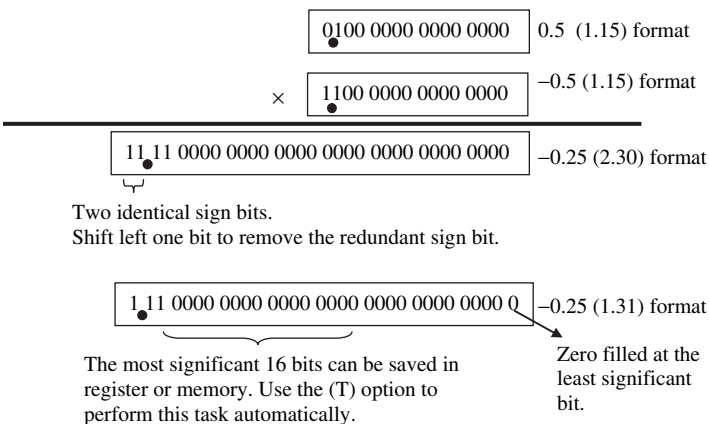 0100 0000 0000 0000 0.5 (1.15) format
× 1100 0000 0000 0000 −0.5 (1.15) format
11 11 0000 0000 0000 0000 0000 0000 0000 −0.25 (2.30) format
Two identical sign bits.
Shift left one bit to remove the redundant sign bit.
1 11 0000 0000 0000 0000 0000 0000 0000 0 −0.25 (1.31) format
The most significant 16 bits can be saved in
register or memory. Use the (T) option to
perform this task automatically.
Zero filled at the
least significant
bit.